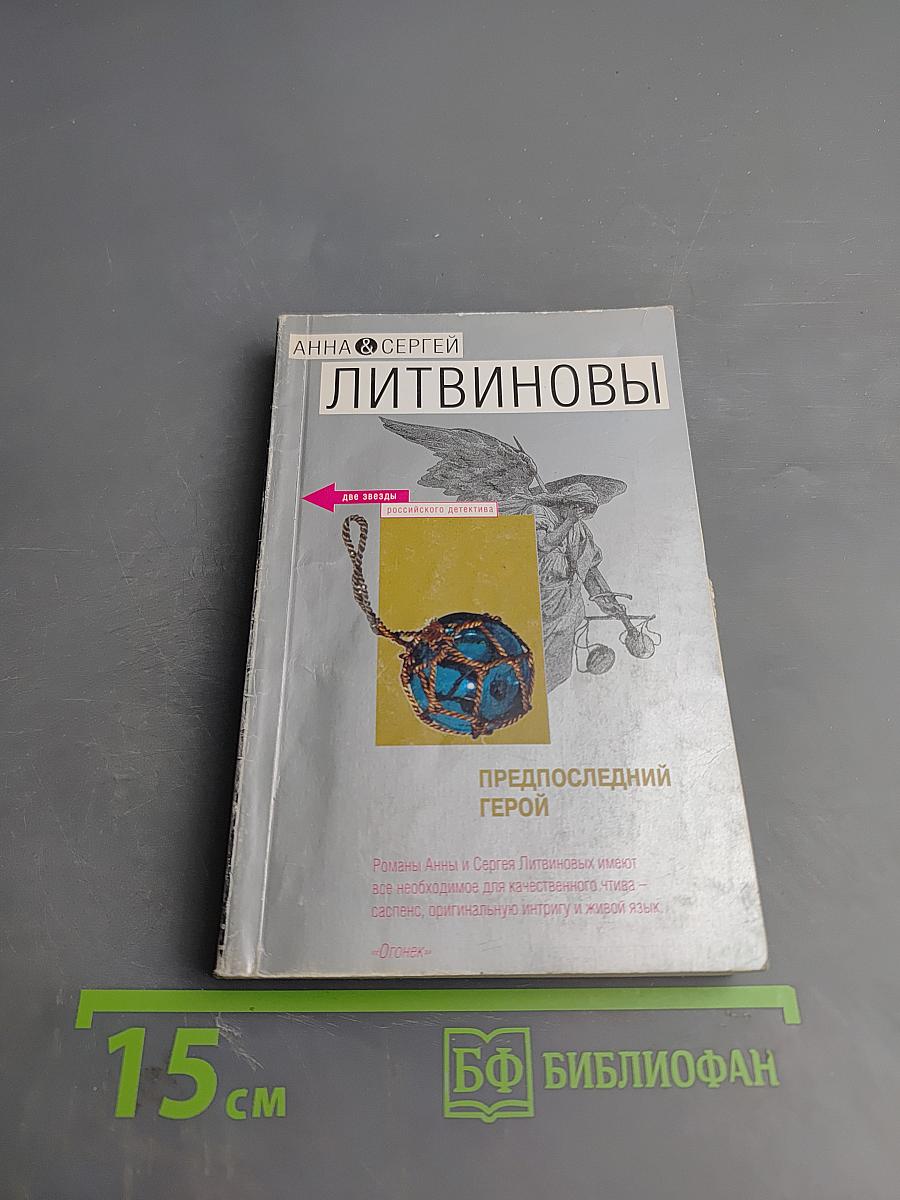 АННА & СЕРГЕЙ
ЛИТВИНОВЫ
две звезды
российского детектива
ПРЕДПОСЛЕДНИЙ
ГЕРОЙ
Романы Анны и Сергея Литвиновых имеют
все необходимое для качественного чтива –
саспенс, оригинальную интригу и живой язык.
«Огонек»
15 см
БФ БИБЛИОФАН